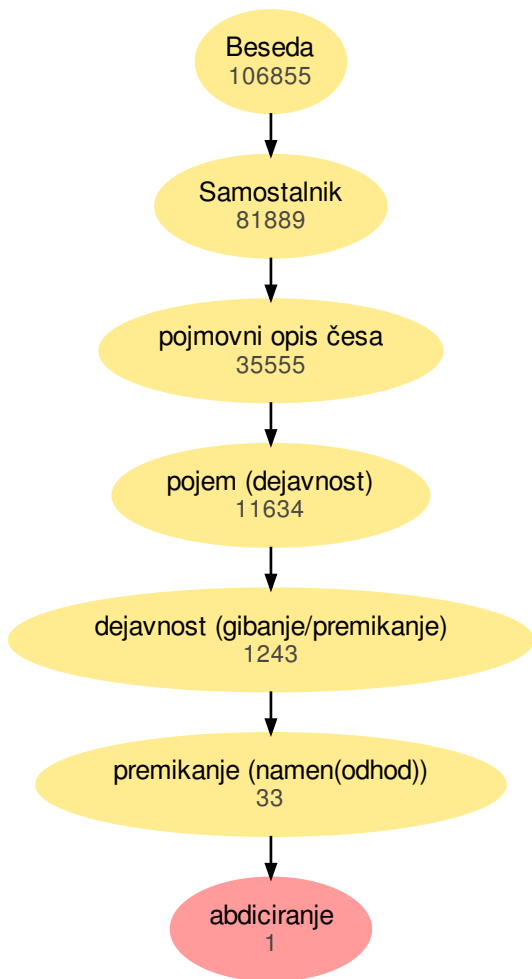 Beseda
106855
Samostalnik
81889
pojmovni opis česa
35555
pojem (dejavnost)
11634
dejavnost (gibanje/premikanje)
1243
premikanje (namen(odhod))
33
abdiciranje
1